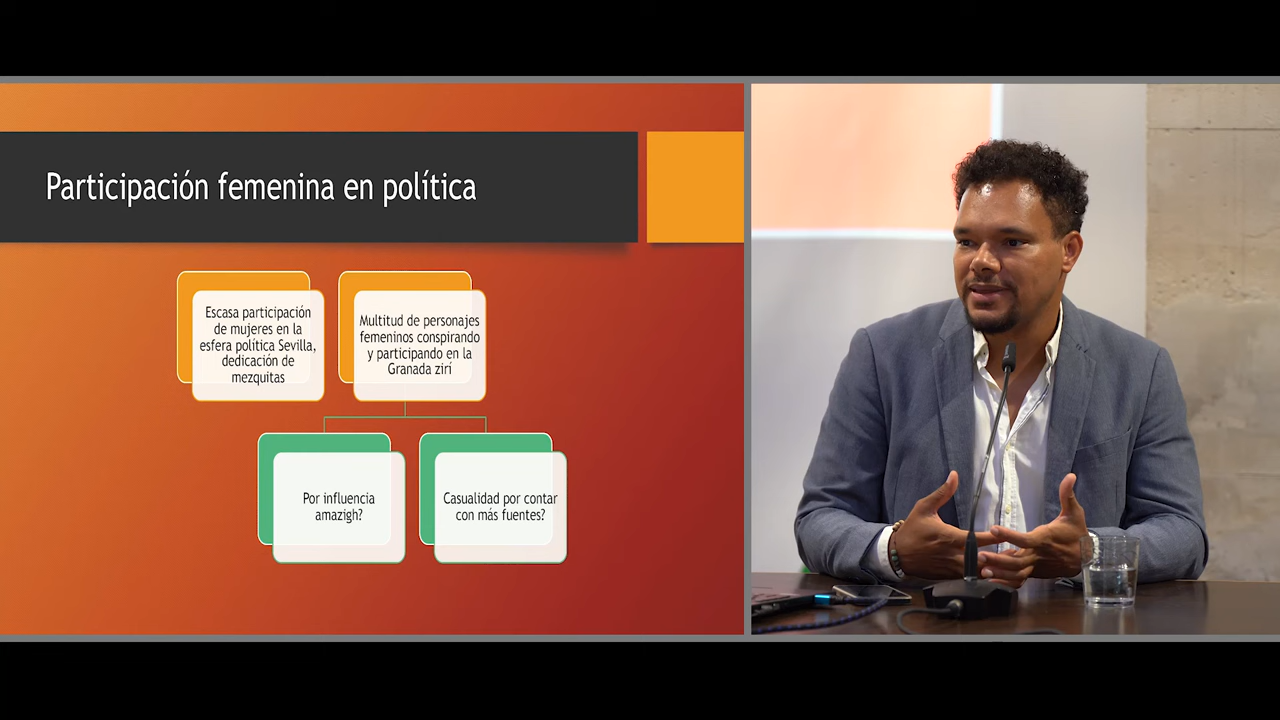 Participación femenina en política
Escasa participación
de mujeres en la
esfera política Sevilla,
dedicación de
mezquitas
Multitud de personajes
femeninos conspirando
y participando en la
Granada zirí
Por influencia
amazigh?
Casualidad por contar
con más fuentes?